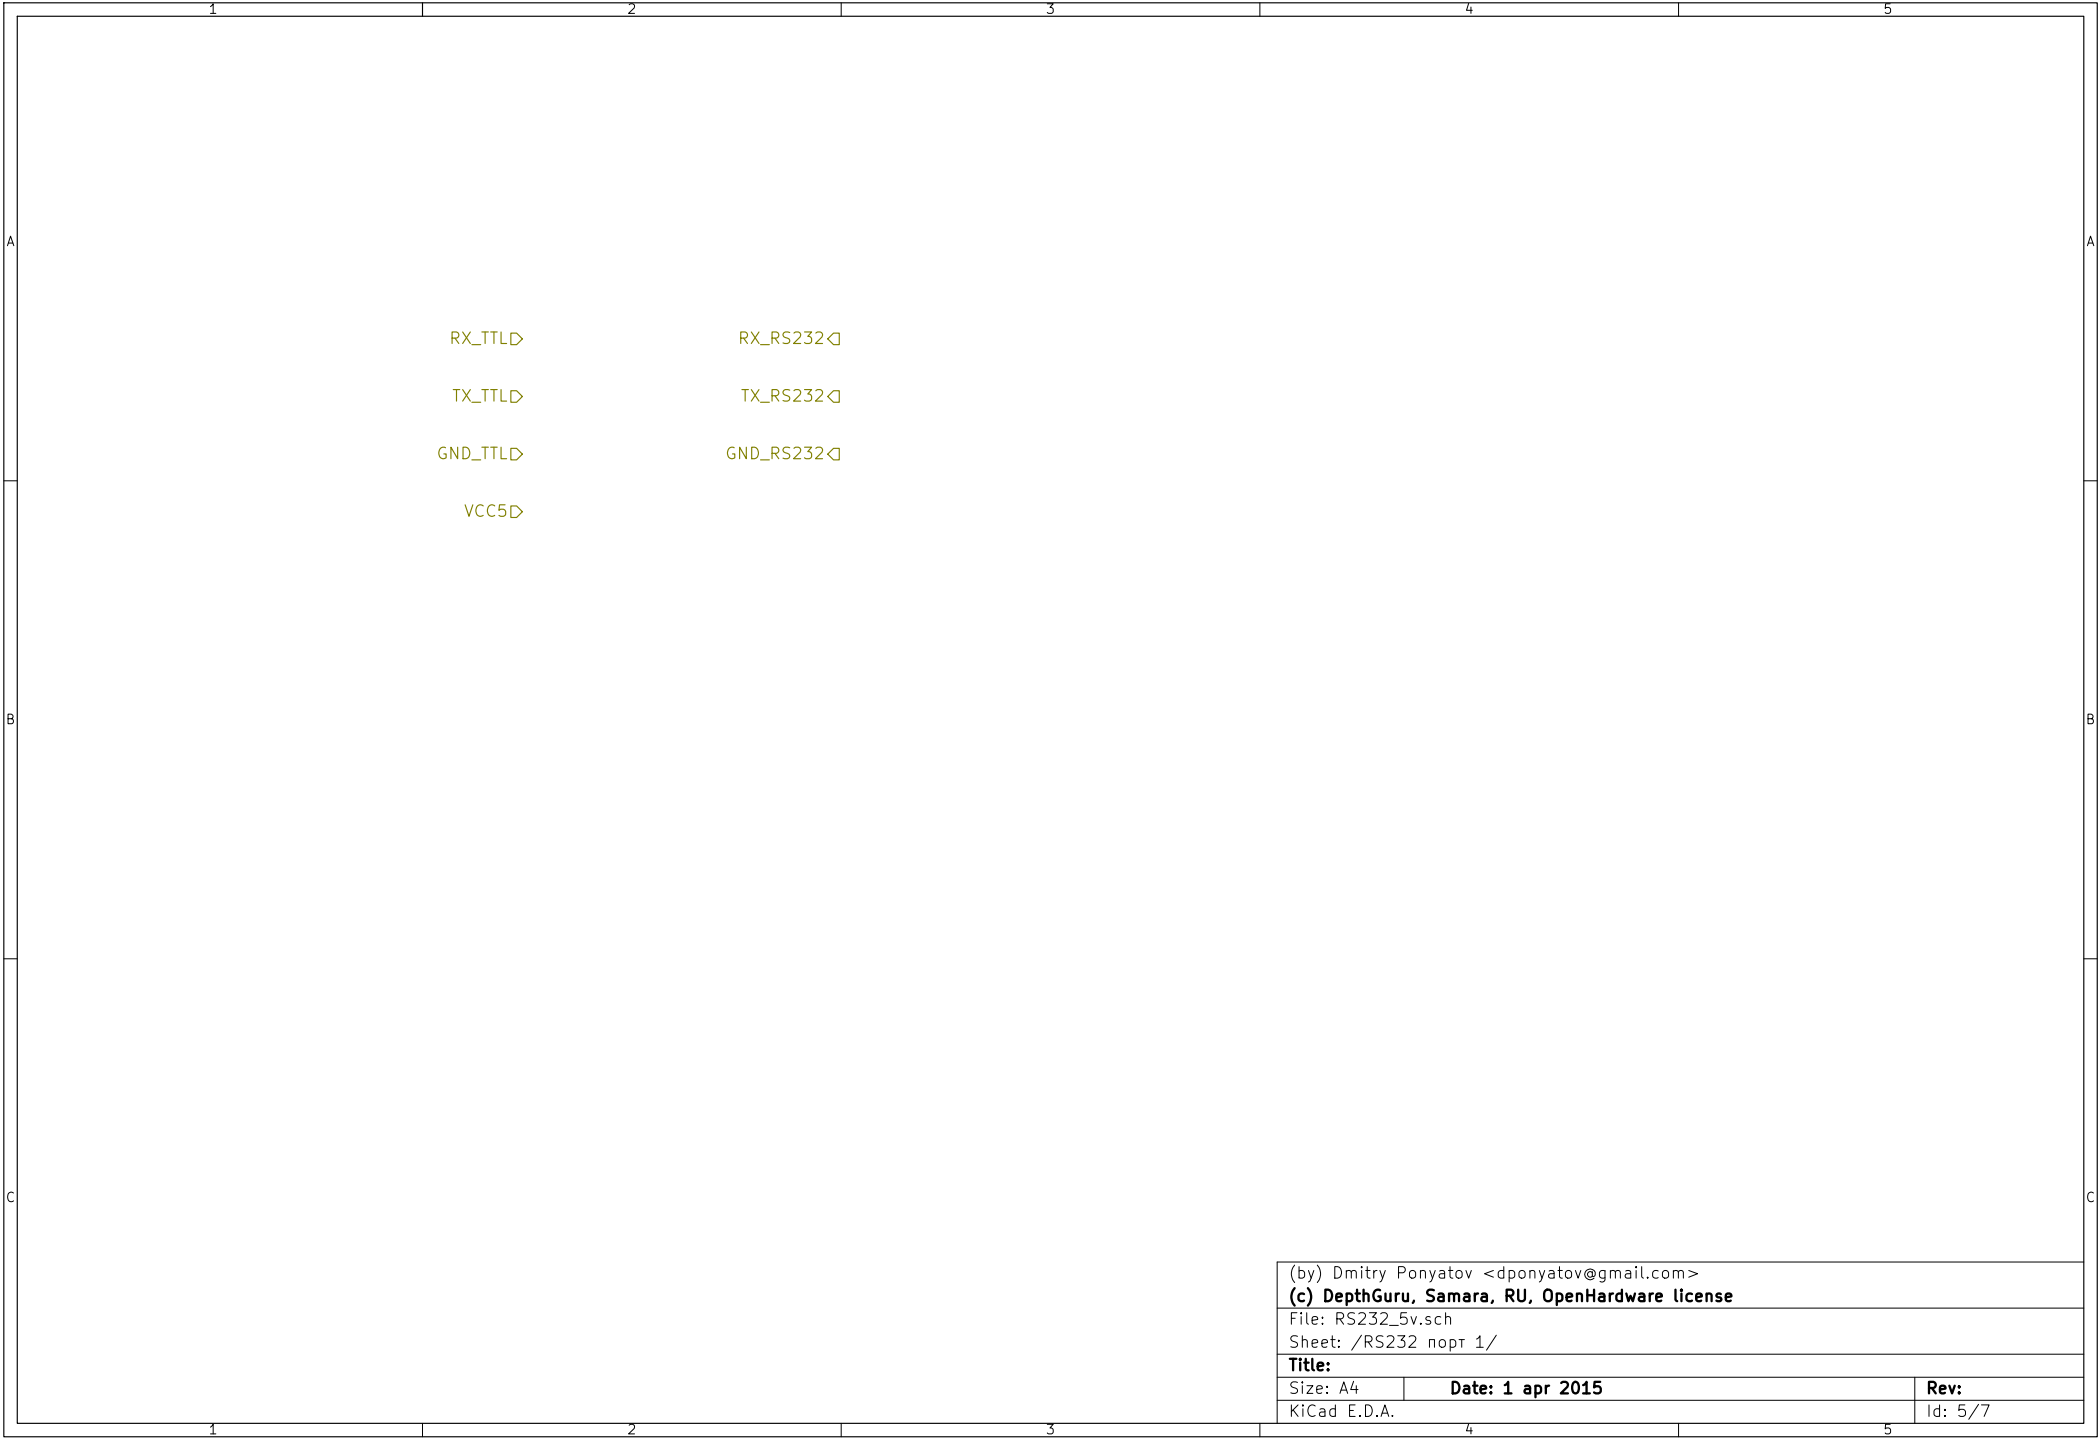 1 2 3 4 5
A A
RX_TTL RX_RS232
TX_TTL TX_RS232
GND_TTL GND_RS232
VCC5
B B
C C
(by) Dmitry Ponyatov <dponyatov@gmail.com>
(c) DepthGuru, Samara, RU, OpenHardware license
File: RS232_5v.sch
Sheet: /RS232 порт 1/
Title:
Size: A4 Date: 1 apr 2015 Rev:
KiCad E.D.A. Id: 5/7
1 2 3 4 5